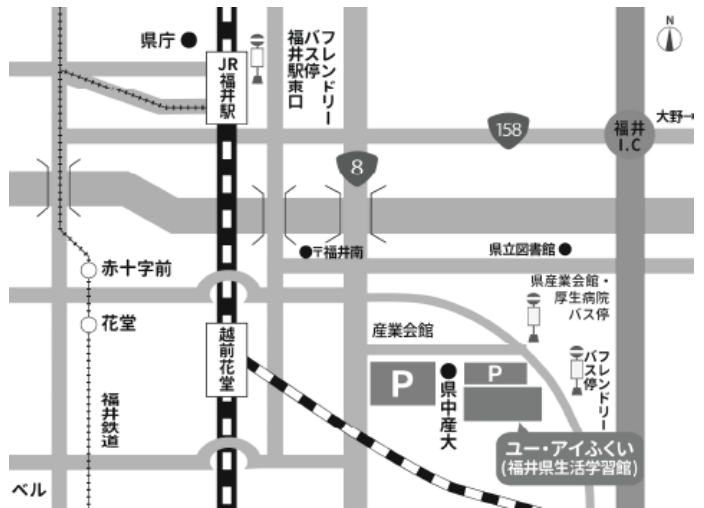 県庁
JR
福井駅
フレンドリー
バス停
福井駅東口
N
大野→
福井
I.C
158
8
〒福井南
県立図書館
赤十字前
花堂
福井鉄道
ベル
越前花堂
産業会館
県産業会館・
厚生病院
バス停
フレンドリー
バス停
P
P
県中産大
ユー・アイふくい
(福井県生活学習館)